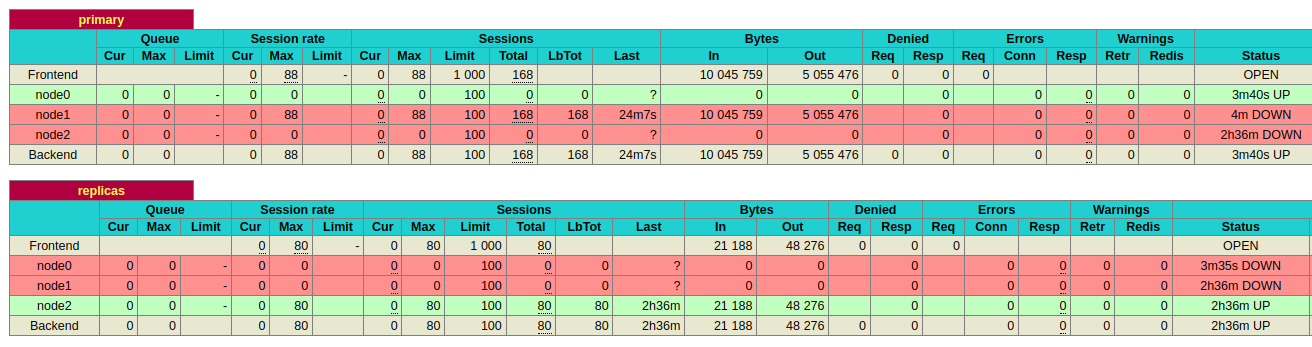 primary
Queue Session rate Sessions Bytes Denied Errors Warnings
Cur Max Limit Cur Max Limit Cur Max Limit Total LbTot Last In Out Req Resp Req Conn Resp Retr Redis Status
Frontend 0 88 - 0 88 1 000 168 10 045 759 5 055 476 0 0 0 OPEN
node0 0 0 - 0 0 0 0 100 0 0 ? 0 0 0 0 0 0 0 3m40s UP
node1 0 0 - 0 88 0 88 100 168 168 24m7s 10 045 759 5 055 476 0 0 0 0 0 4m DOWN
node2 0 0 - 0 0 0 0 100 0 0 ? 0 0 0 0 0 0 0 2h36m DOWN
Backend 0 0 0 88 0 88 100 168 168 24m7s 10 045 759 5 055 476 0 0 0 0 0 0 3m40s UP
replicas
Queue Session rate Sessions Bytes Denied Errors Warnings
Cur Max Limit Cur Max Limit Cur Max Limit Total LbTot Last In Out Req Resp Req Conn Resp Retr Redis Status
Frontend 0 80 - 0 80 1 000 80 21 188 48 276 0 0 0 OPEN
node0 0 0 - 0 0 0 0 100 0 0 ? 0 0 0 0 0 0 0 3m35s DOWN
node1 0 0 - 0 0 0 0 100 0 0 ? 0 0 0 0 0 0 0 2h36m DOWN
node2 0 0 - 0 80 0 80 100 80 80 2h36m 21 188 48 276 0 0 0 0 0 2h36m UP
Backend 0 0 0 80 0 80 100 80 80 2h36m 21 188 48 276 0 0 0 0 0 0 2h36m UP